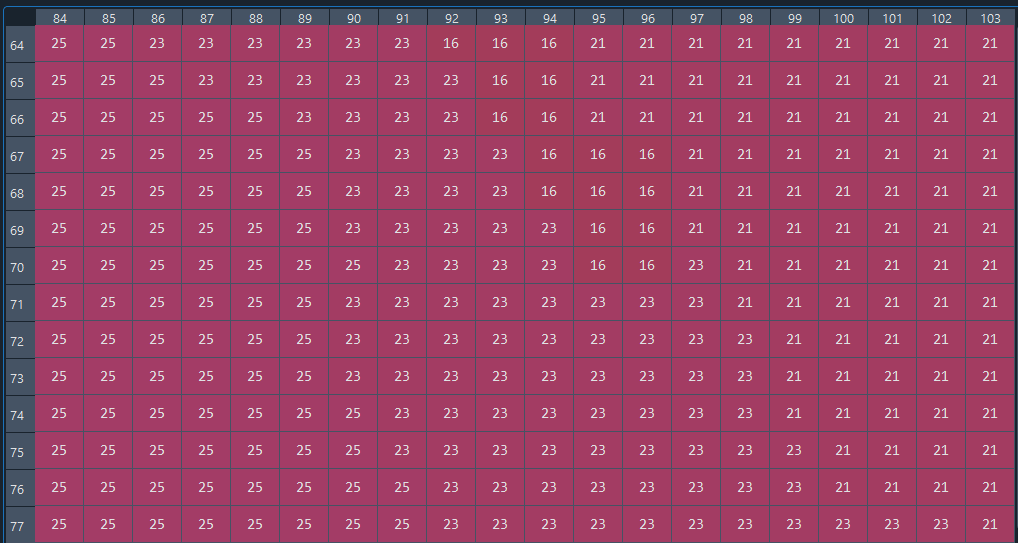 84 85 86 87 88 89 90 91 92 93 94 95 96 97 98 99 100 101 102 103
64 25 25 23 23 23 23 23 23 16 16 16 21 21 21 21 21 21 21 21 21
65 25 25 25 23 23 23 23 23 23 16 16 21 21 21 21 21 21 21 21 21
66 25 25 25 25 25 23 23 23 23 16 16 21 21 21 21 21 21 21 21 21
67 25 25 25 25 25 25 23 23 23 23 16 16 16 21 21 21 21 21 21 21
68 25 25 25 25 25 25 23 23 23 23 16 16 16 21 21 21 21 21 21 21
69 25 25 25 25 25 25 23 23 23 23 23 16 16 21 21 21 21 21 21 21
70 25 25 25 25 25 25 25 23 23 23 23 16 16 23 21 21 21 21 21 21
71 25 25 25 25 25 25 23 23 23 23 23 23 23 23 21 21 21 21 21 21
72 25 25 25 25 25 25 23 23 23 23 23 23 23 23 23 21 21 21 21 21
73 25 25 25 25 25 25 23 23 23 23 23 23 23 23 23 21 21 21 21 21
74 25 25 25 25 25 25 25 23 23 23 23 23 23 23 23 21 21 21 21 21
75 25 25 25 25 25 25 25 23 23 23 23 23 23 23 23 23 21 21 21 21
76 25 25 25 25 25 25 25 25 23 23 23 23 23 23 23 23 21 21 21 21
77 25 25 25 25 25 25 25 25 23 23 23 23 23 23 23 23 23 23 23 21